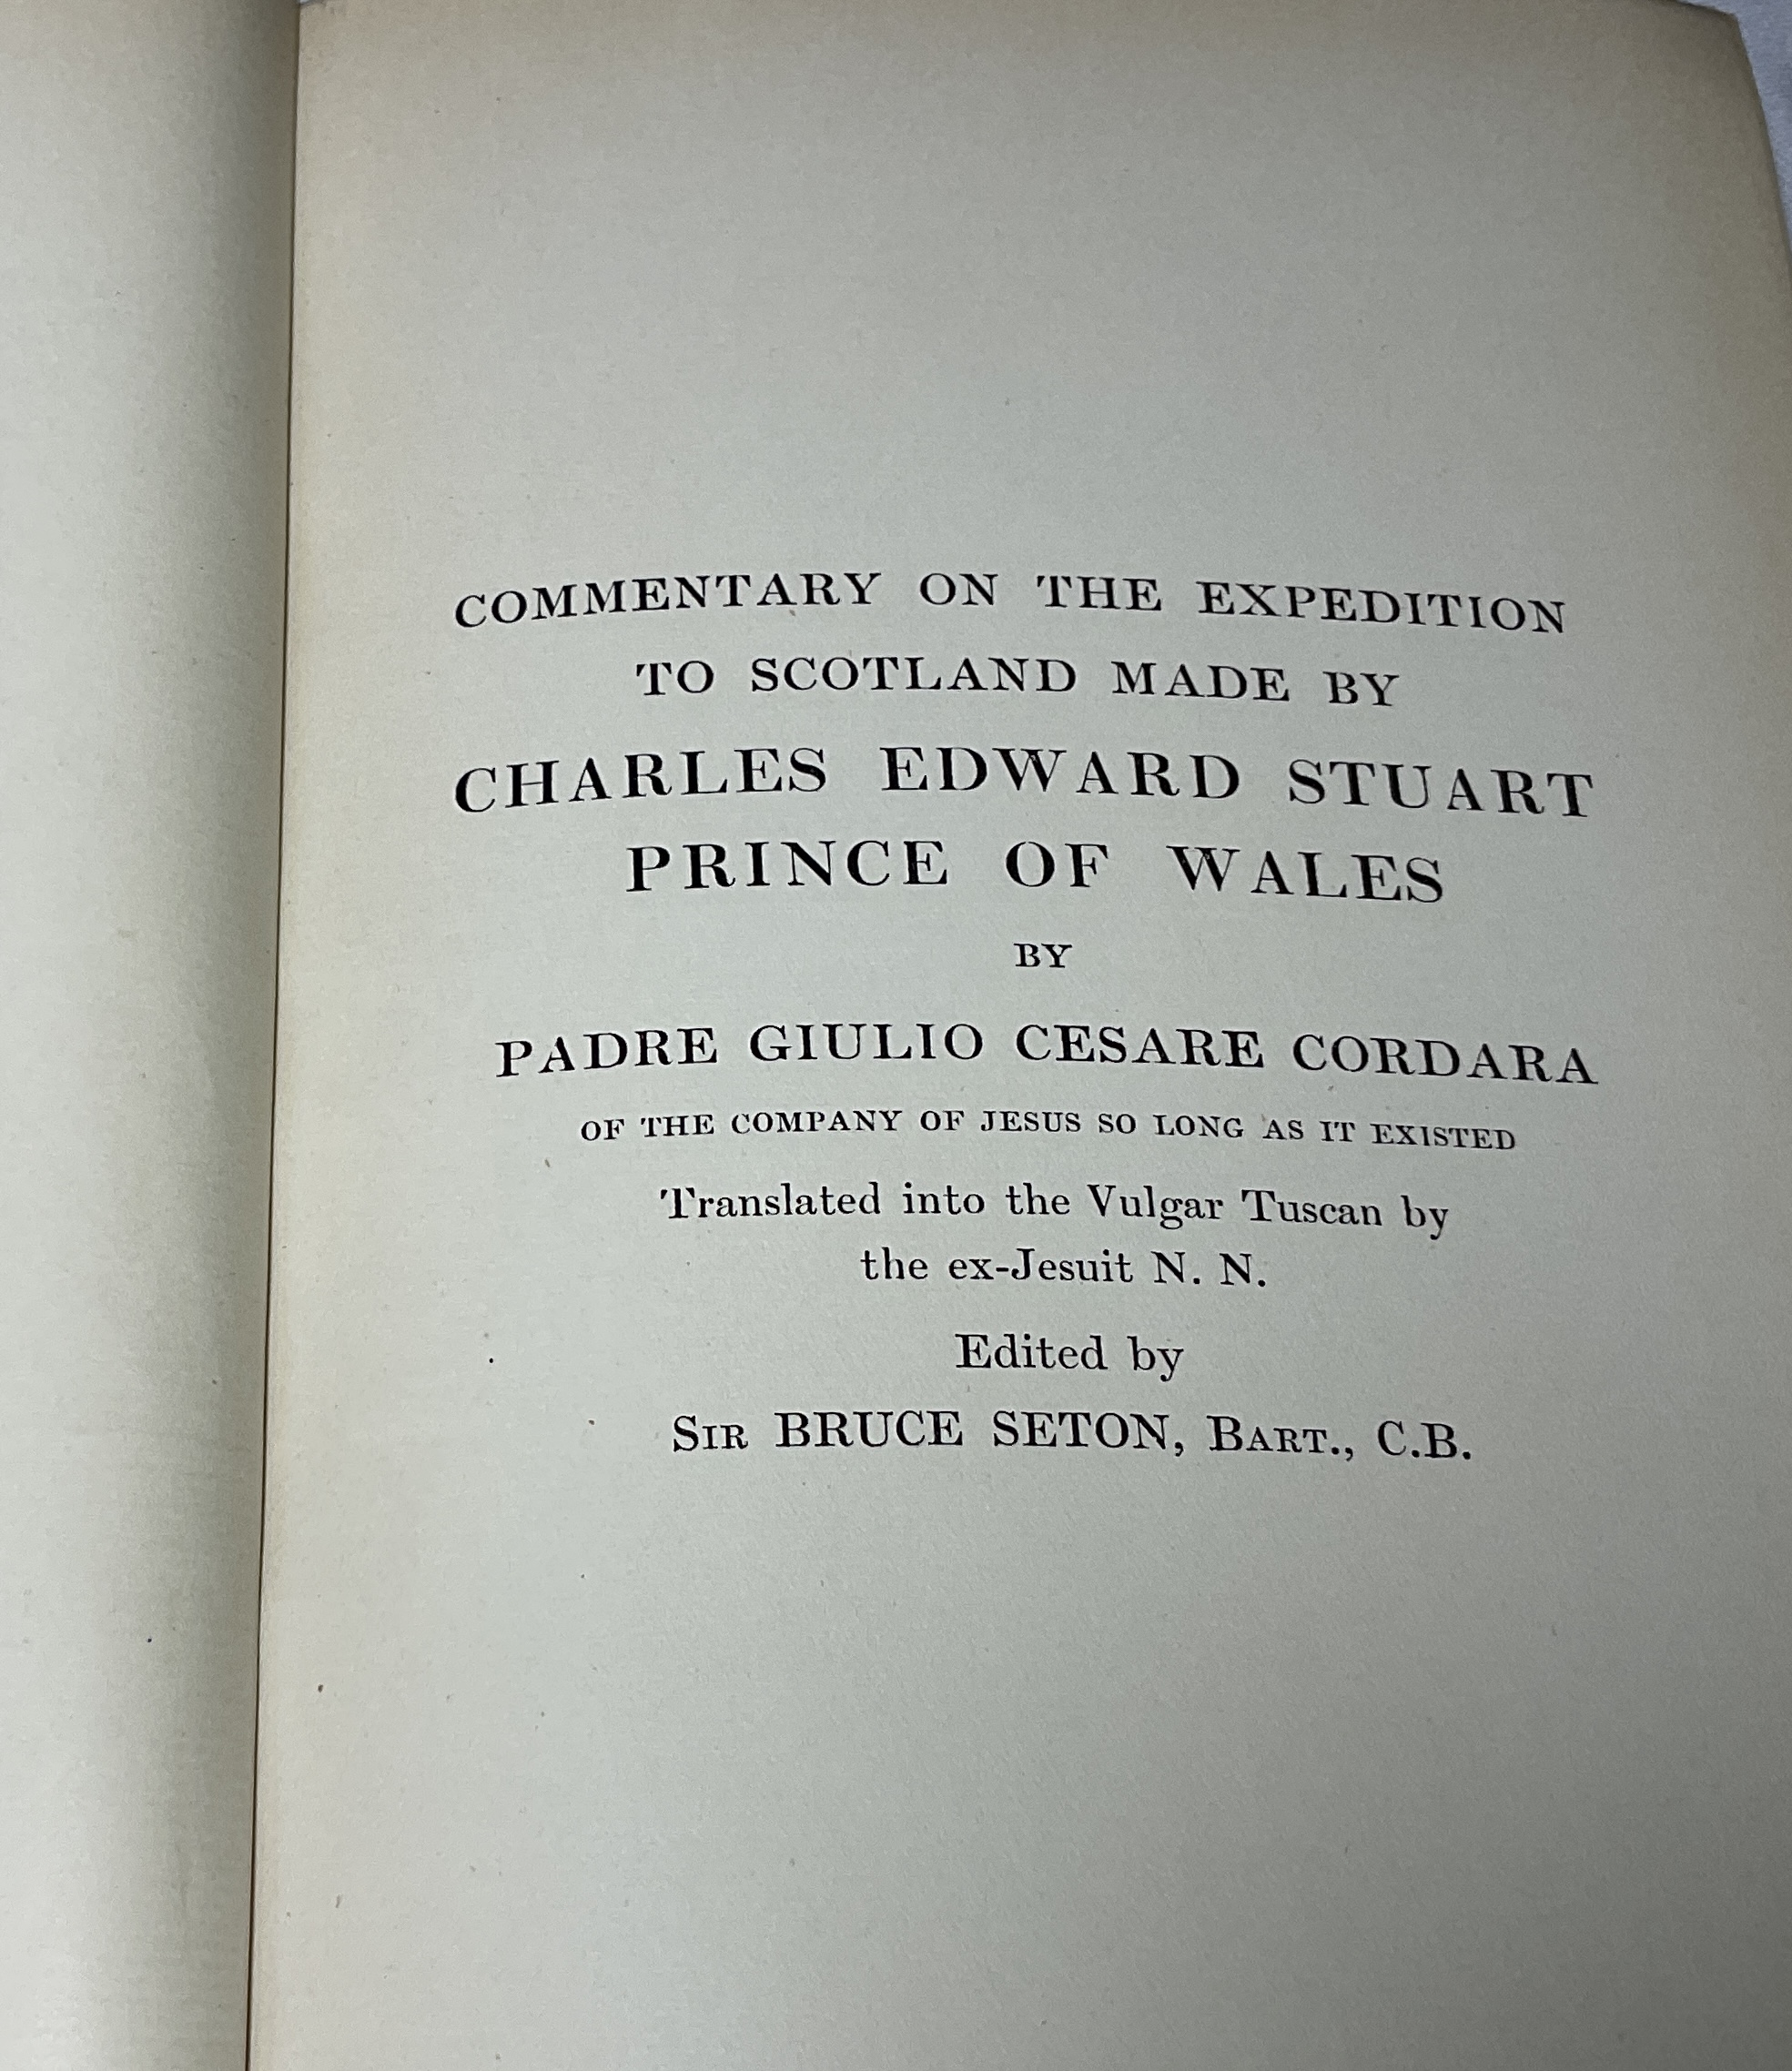 COMMENTARY ON THE EXPEDITION
TO SCOTLAND MADE BY
CHARLES EDWARD STUART
PRINCE OF WALES
BY
PADRE GIULIO CESARE CORDARA
OF THE COMPANY OF JESUS SO LONG AS IT EXISTED
Translated into the Vulgar Tuscan by
the ex-Jesuit N. N.
Edited by
SIR BRUCE SETON, BART., C.B.